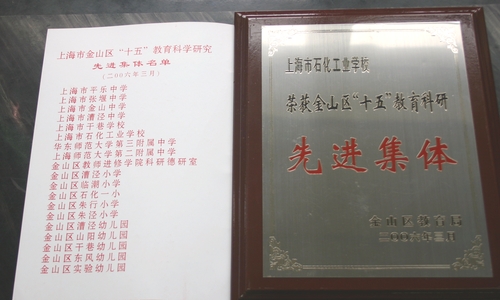 上海市金山区“十五”教育科学研究
先进集体名单
(二00六年三月)
上海市平乐中学
上海市张堰中学
上海市金山中学
上海市漕泾中学
上海市干巷学校
上海市石化工业学校
华东师范大学第三附属中学
上海师范大学第二附属中学
金山区教师进修学院科研德研室
金山区漕泾小学
金山区临潮小学
金山区石化一小
金山区朱行小学
金山区朱泾小学
金山区漕泾幼儿园
金山区山阳幼儿园
金山区干巷幼儿园
金山区东风幼儿园
金山区实验幼儿园
上海市石化工业学校
荣获金山区“十五”教育科研
先进集体
金山区教育局
二00六年三月